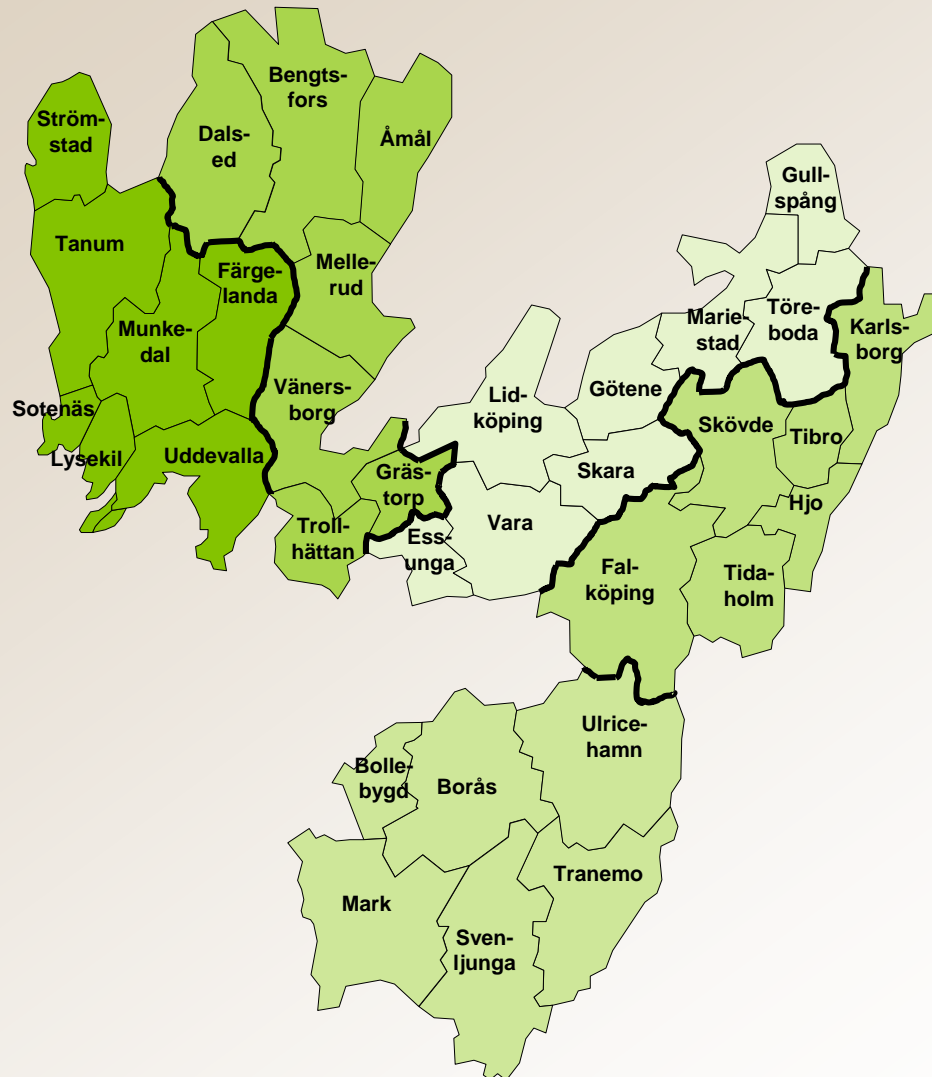 Bengts-
fors
Ström-
stad
Dals-
ed
Åmål
Gull-
spång
Tanum
Färge-
landa
Melle-
rud
Munke-
dal
Marie-
stad
Töre-
boda
Karls-
borg
Väners-
borg
Lid-
köping
Götene
Sotenäs
Skövde
Tibro
Lysekil
Uddevalla
Gräs-
torp
Skara
Hjo
Troll-
hättan
Ess-
unga
Vara
Fal-
köping
Tida-
holm
Ulrice-
hamn
Bolle-
bygd
Borås
Tranemo
Mark
Sven-
ljunga